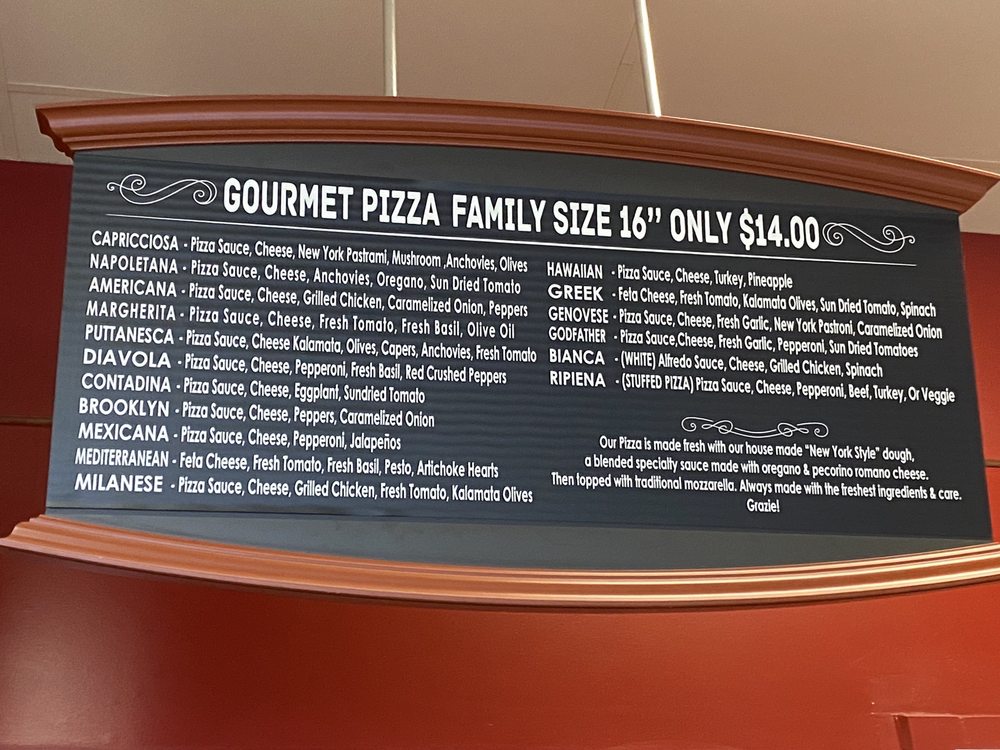 GOURMET PIZZA FAMILY SIZE 16" ONLY $14.00
CAPRICCIOSA - Pizza Sauce, Cheese, New York Pastrami, Mushroom ,Anchovies, Olives
NAPOLETANA - Pizza Sauce, Cheese, Anchovies, Oregano, Sun Dried Tomato
AMERICANA - Pizza Sauce, Cheese, Grilled Chicken, Caramelized Onion, Peppers
MARGHERITA - Pizza Sauce, Cheese, Fresh Tomato, Fresh Basil, Olive Oil
PUTTANESCA - Pizza Sauce, Cheese Kalamata, Olives, Capers, Anchovies, Fresh Tomato
DIAVOLA - Pizza Sauce, Cheese, Pepperoni, Fresh Basil, Red Crushed Peppers
CONTADINA - Pizza Sauce, Cheese, Eggplant, Sundried Tomato
BROOKLYN - Pizza Sauce, Cheese, Peppers, Caramelized Onion
MEXICANA - Pizza Sauce, Cheese, Pepperoni, Jalapeños
MEDITERRANEAN - Feta Cheese, Fresh Tomato, Fresh Basil, Pesto, Artichoke Hearts
MILANESE - Pizza Sauce, Cheese, Grilled Chicken, Fresh Tomato, Kalamata Olives
HAWAIIAN - Pizza Sauce, Cheese, Turkey, Pineapple
GREEK - Feta Cheese, Fresh Tomato, Kalamata Olives, Sun Dried Tomato, Spinach
GENOVESE - Pizza Sauce, Cheese, Fresh Garlic, New York Pastroni, Caramelized Onion
GODFATHER - Pizza Sauce,Cheese, Fresh Garlic, Pepperoni, Sun Dried Tomatoes
BIANCA - (WHITE) Alfredo Sauce, Cheese, Grilled Chicken, Spinach
RIPIENA - (STUFFED PIZZA) Pizza Sauce, Cheese, Pepperoni, Beef, Turkey, Or Veggie
Our Pizza is made fresh with our house made "New York Style" dough,
a blended specialty sauce made with oregano & pecorino romano cheese.
Then topped with traditional mozzarella. Always made with the freshest ingredients & care.
Grazie!